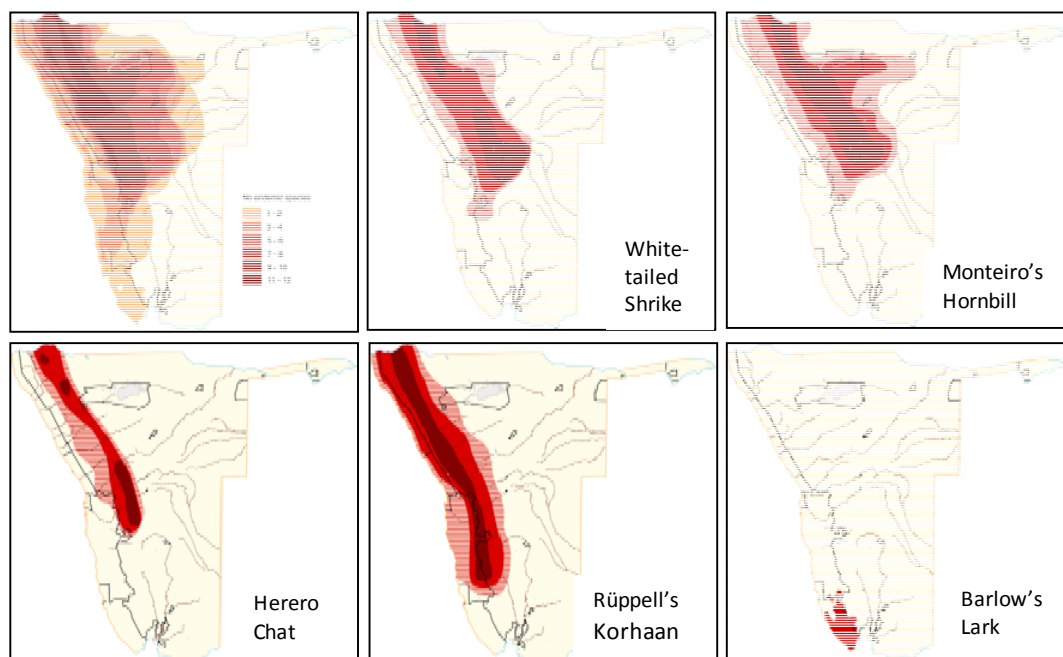 White-
tailed
Shrike
Monteiro's
Hornbill
Herero
Chat
Rüppell's
Korhaan
Barlow's
Lark